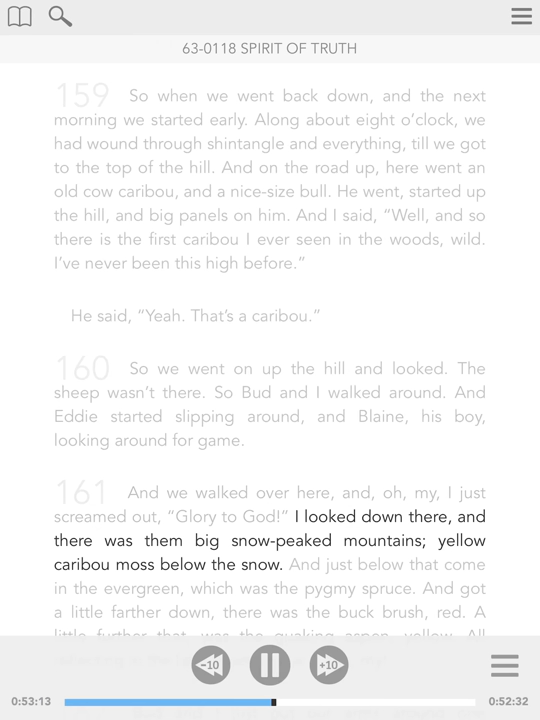 63-0118 SPIRIT OF TRUTH
159 So when we went back down, and the next
morning we started early. Along about eight o’clock, we
had wound through shintangle and everything, till we got
to the top of the hill. And on the road up, here went an
old cow caribou, and a nice-size bull. He went, started up
the hill, and big panels on him. And I said, “Well, and so
there is the first caribou I ever seen in the woods, wild.
I’ve never been this high before.“
He said, “Yeah. That’s a caribou.”
160 So we went on up the hill and looked. The
sheep wasn’t there. So Bud and I walked around. And
Eddie started slipping around, and Blaine, his boy,
looking around for game.
161 And we walked over here, and, oh, my, I just
screamed out, “Glory to God!” I looked down there, and
there was them big snow-peaked mountains; yellow
caribou moss below the snow. And just below that come
in the evergreen, which was the pygmy spruce. And got
a little farther down, there was the buck brush, red. A
little further that, was the quaking aspen, yellow. All
-10
+10
0:53:13
0:52:32